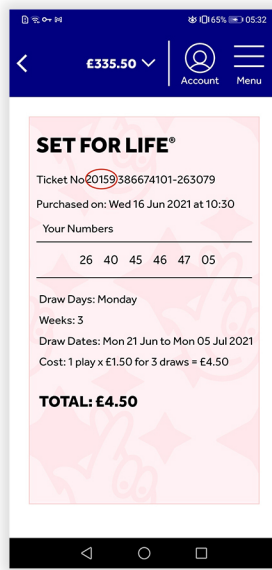 65% 05:32
£335.50
Account Menu
SET FOR LIFE®
Ticket No 20159 386674101-263079
Purchased on: Wed 16 Jun 2021 at 10:30
Your Numbers
26 40 45 46 47 05
Draw Days: Monday
Weeks: 3
Draw Dates: Mon 21 Jun to Mon 05 Jul 2021
Cost: 1 play x £1.50 for 3 draws = £4.50
TOTAL: £4.50